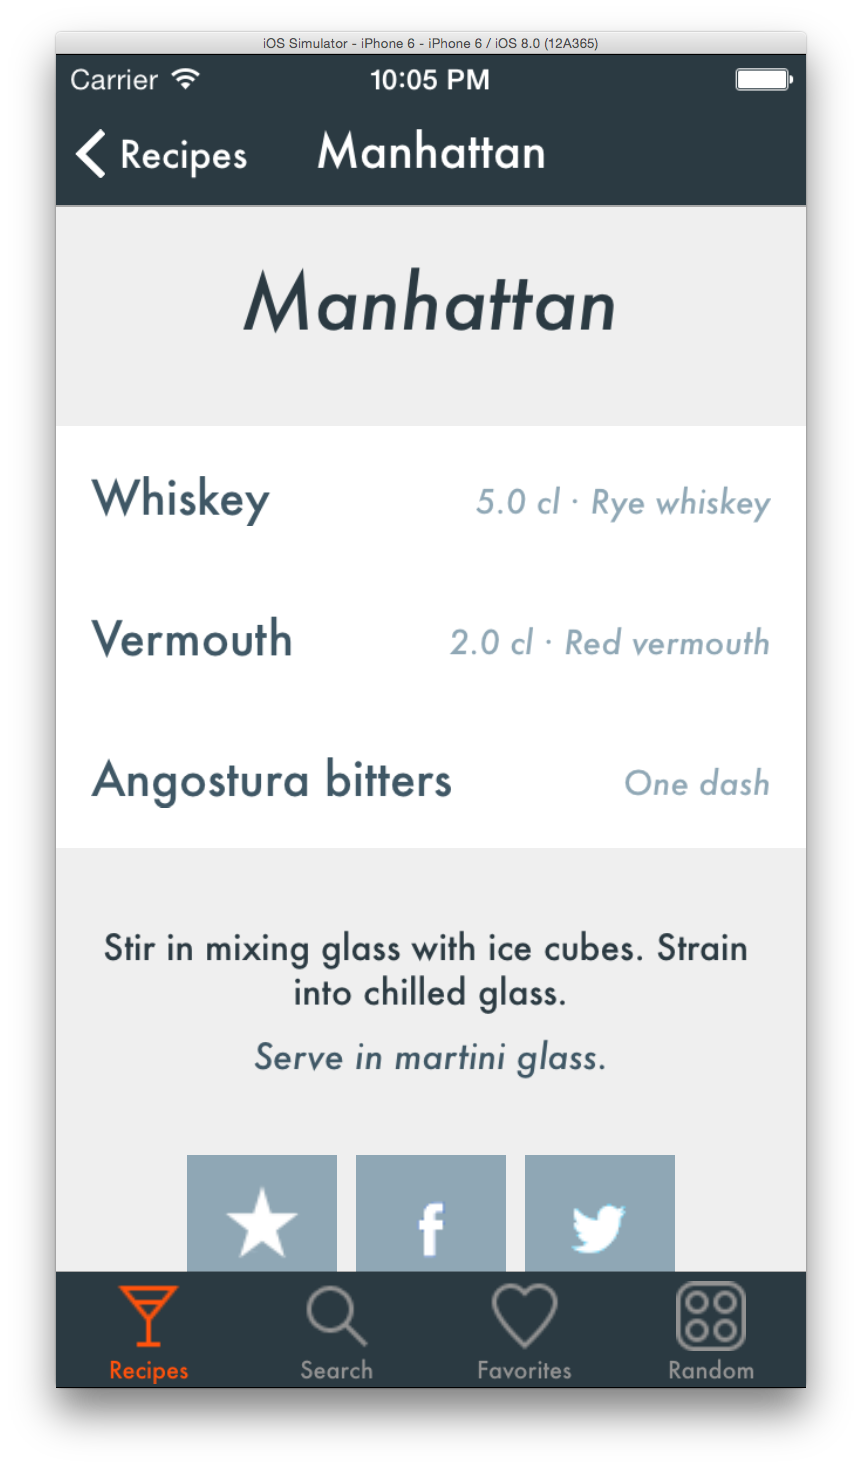 iOS Simulator - iPhone 6 - iPhone 6 / iOS 8.0 (12A365)
Carrier 10:05 PM
Recipes Manhattan
Manhattan
Whiskey 5.0 cl · Rye whiskey
Vermouth 2.0 cl · Red vermouth
Angostura bitters One dash
Stir in mixing glass with ice cubes. Strain
into chilled glass.
Serve in martini glass.
f
Recipes Search Favorites Random